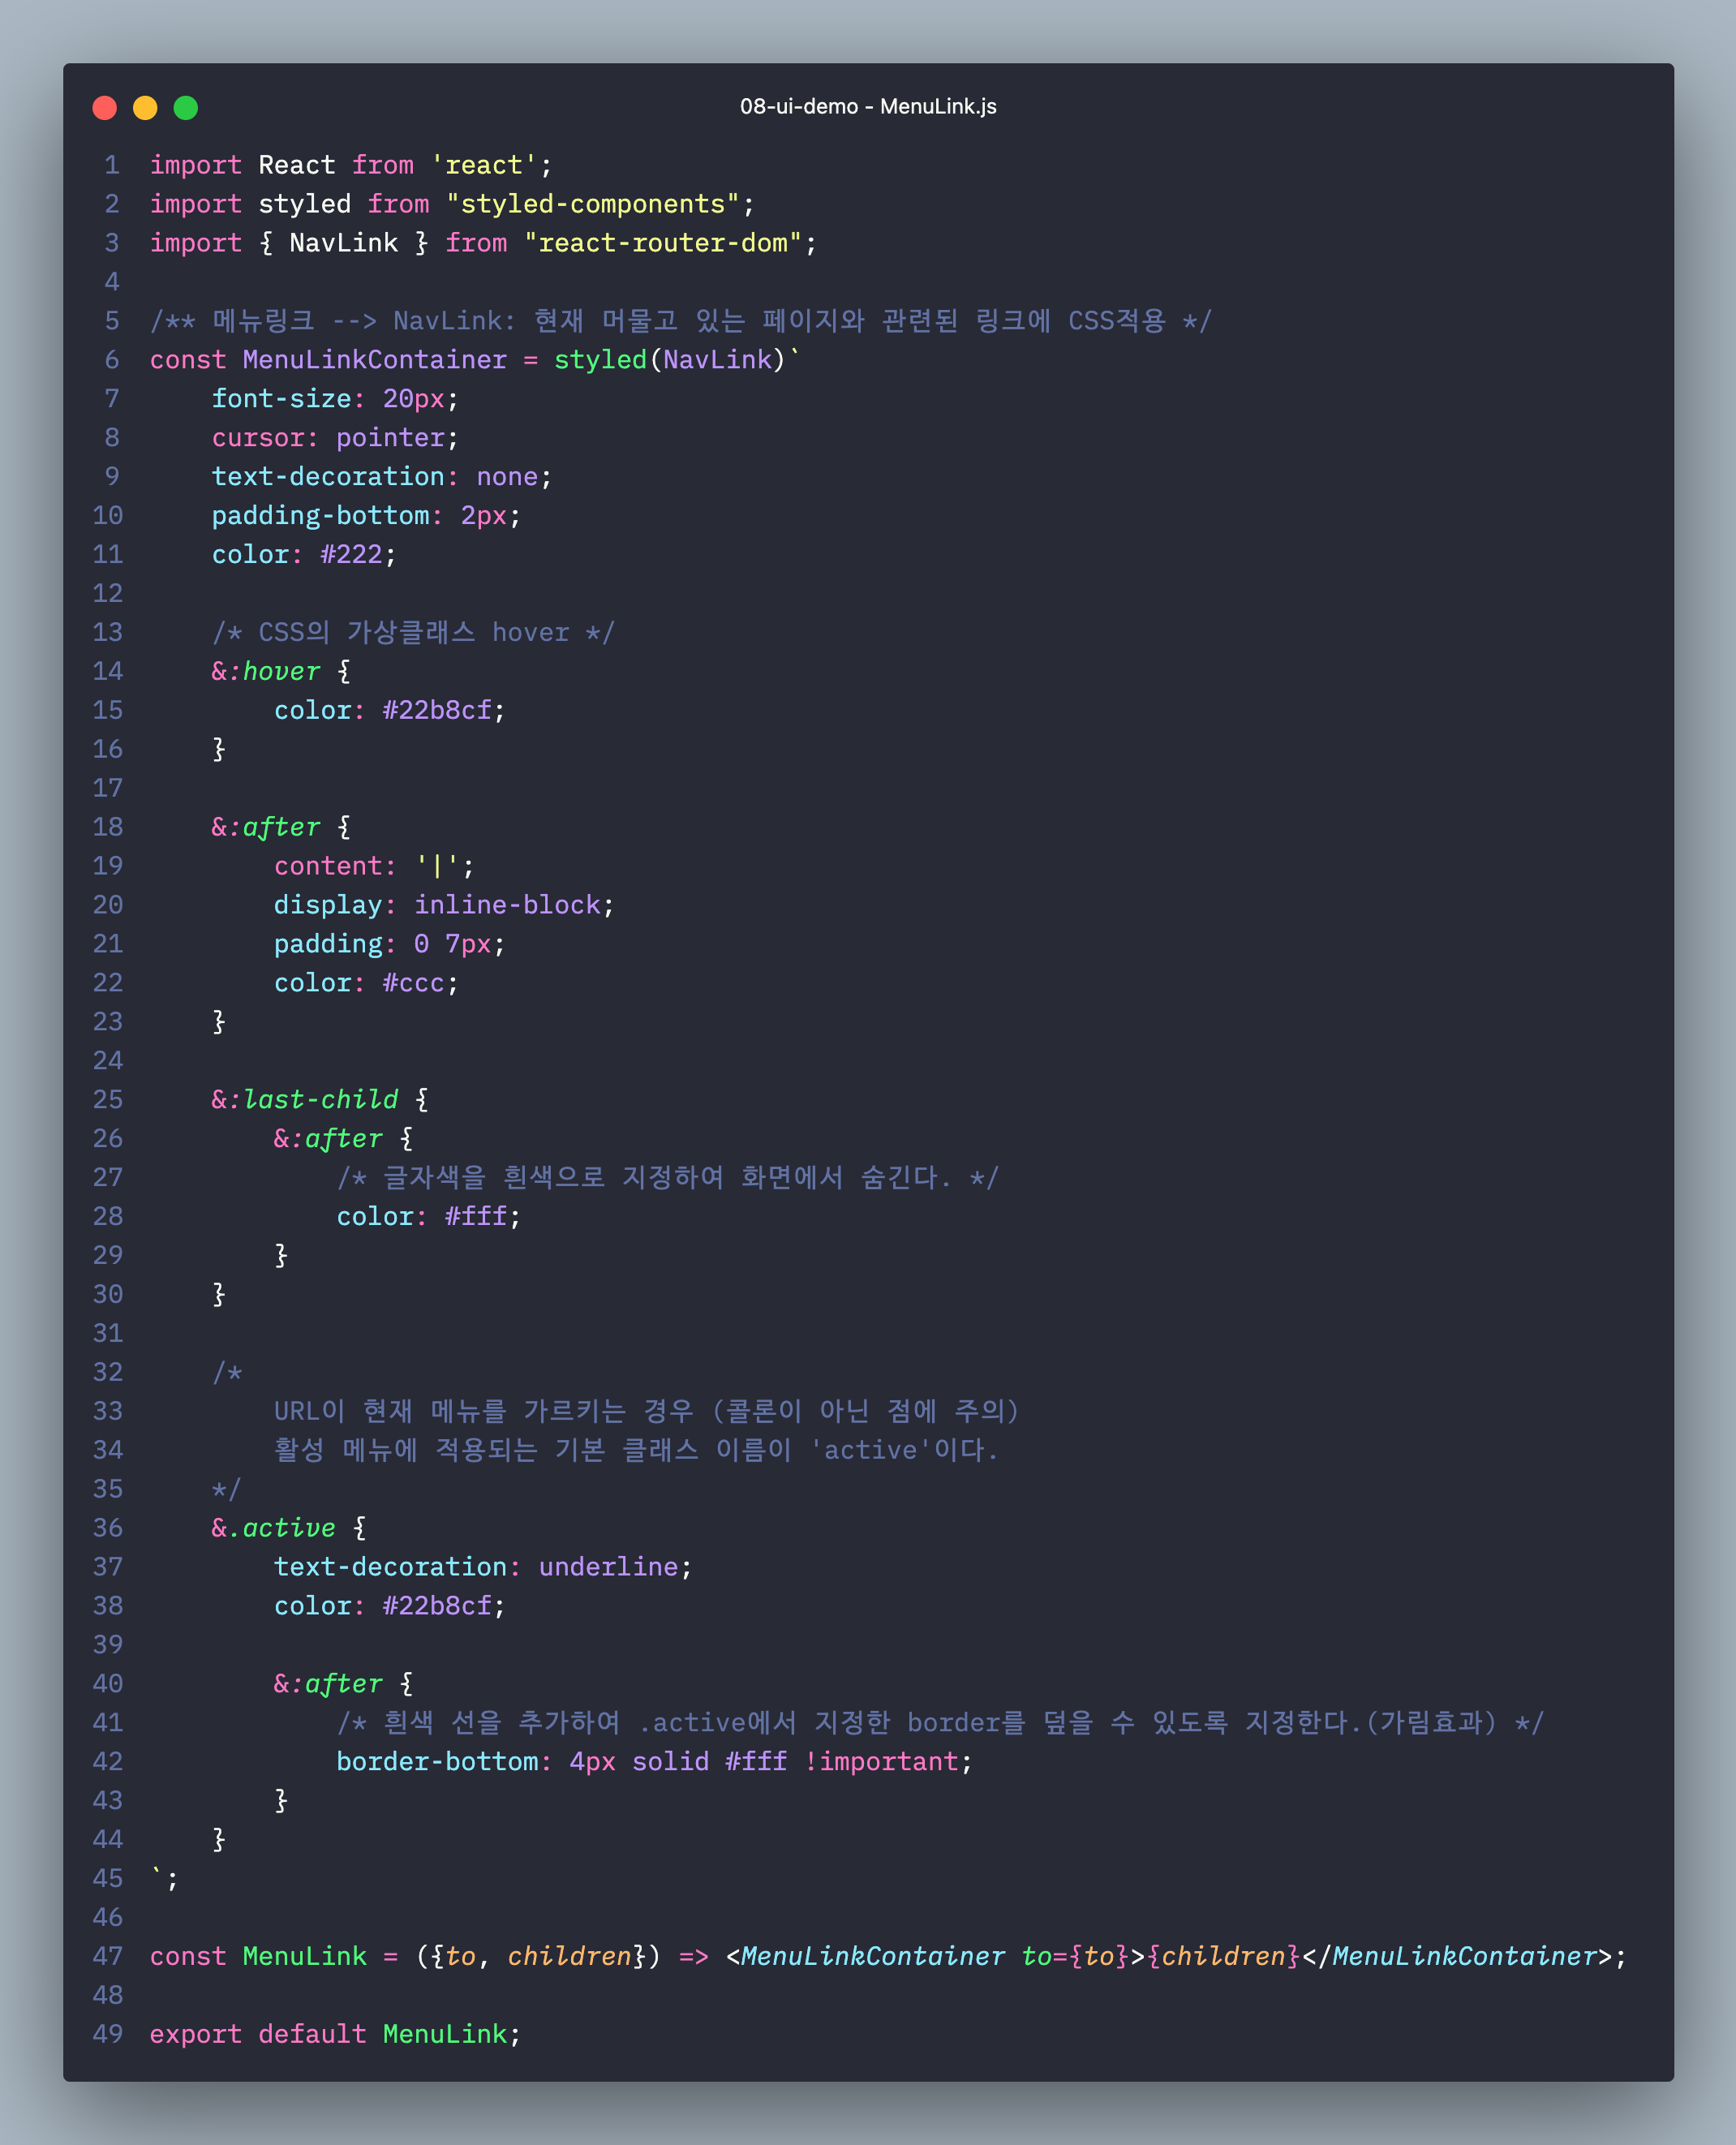 08-ui-demo - MenuLink.js
1 import React from 'react';
2 import styled from "styled-components";
3 import { NavLink } from "react-router-dom";
4
5 /** 메뉴링크 --> NavLink: 현재 머물고 있는 페이지와 관련된 링크에 CSS적용 */
6 const MenuLinkContainer = styled(NavLink)`
7     font-size: 20px;
8     cursor: pointer;
9     text-decoration: none;
10     padding-bottom: 2px;
11     color: #222;
12
13     /* CSS의 가상클래스 hover */
14     &:hover {
15         color: #22b8cf;
16     }
17
18     &:after {
19         content: '|';
20         display: inline-block;
21         padding: 0 7px;
22         color: #ccc;
23     }
24
25     &:last-child {
26         &:after {
27             /* 글자색을 흰색으로 지정하여 화면에서 숨긴다. */
28             color: #fff;
29         }
30     }
31
32     /*
33         URL이 현재 메뉴를 가르키는 경우 (콜론이 아닌 점에 주의)
34         활성 메뉴에 적용되는 기본 클래스 이름이 'active'이다.
35     */
36     &.active {
37         text-decoration: underline;
38         color: #22b8cf;
39
40         &:after {
41             /* 흰색 선을 추가하여 .active에서 지정한 border를 덮을 수 있도록 지정한다.(가림효과) */
42             border-bottom: 4px solid #fff !important;
43         }
44     }
45 `;
46
47 const MenuLink = ({to, children}) => <MenuLinkContainer to={to}>{children}</MenuLinkContainer>;
48
49 export default MenuLink;